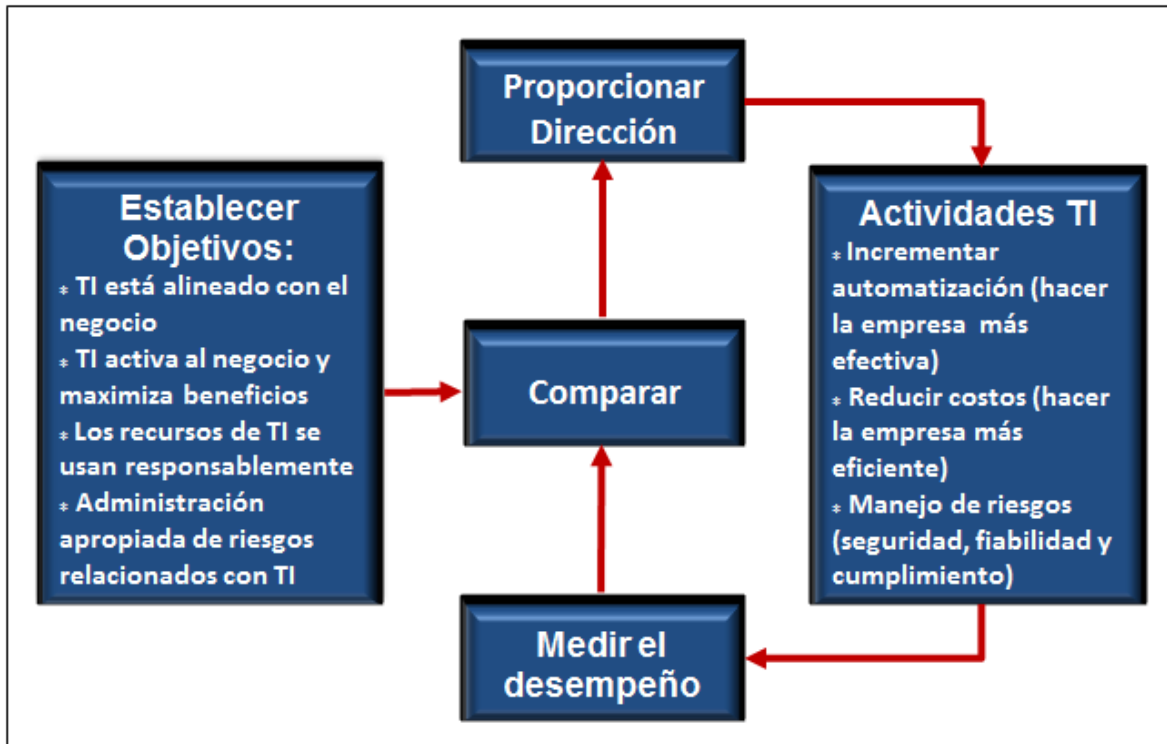 Proporcionar
Dirección
Establecer
Objetivos:
* TI está alineado con el
negocio
* TI activa al negocio y
maximiza beneficios
* Los recursos de TI se
usan responsablemente
* Administración
apropiada de riesgos
relacionados con TI
Comparar
Actividades TI
* Incrementar
automatización (hacer
la empresa más
efectiva)
* Reducir costos (hacer
la empresa más
eficiente)
* Manejo de riesgos
(seguridad, fiabilidad y
cumplimiento)
Medir el
desempeño